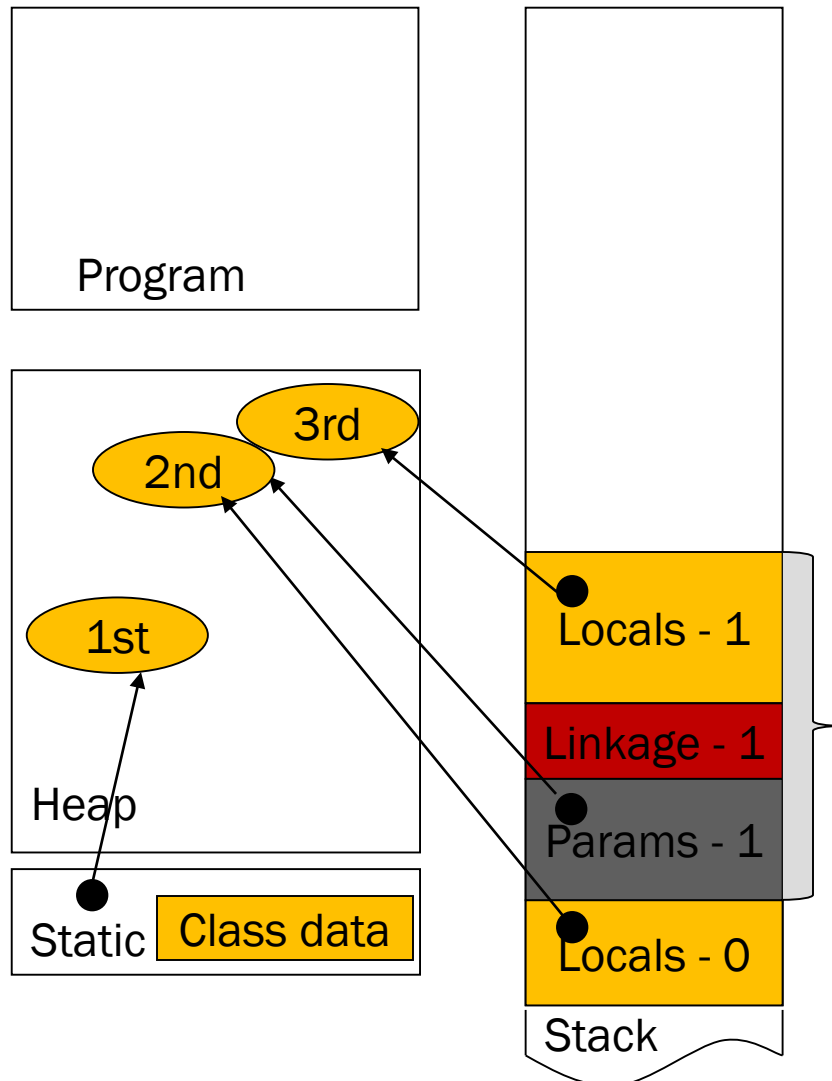 Program
3rd
2nd
1st
Heap
Static
Class data
Locals - 1
Linkage - 1
Params - 1
Locals - 0
Stack